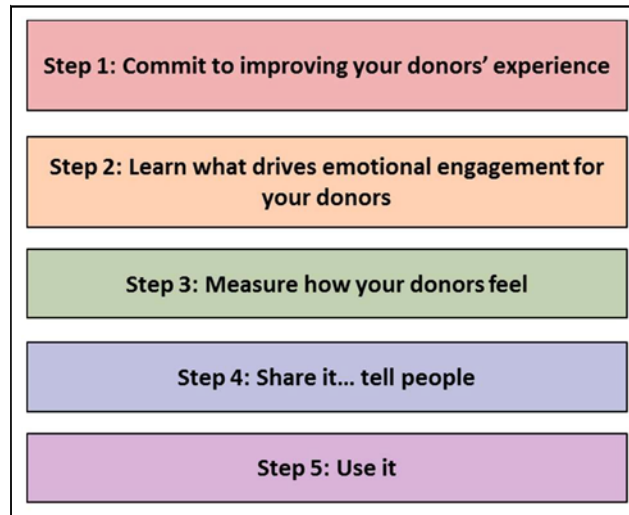 Step 1: Commit to improving your donors’ experience
Step 2: Learn what drives emotional engagement for
your donors
Step 3: Measure how your donors feel
Step 4: Share it... tell people
Step 5: Use it